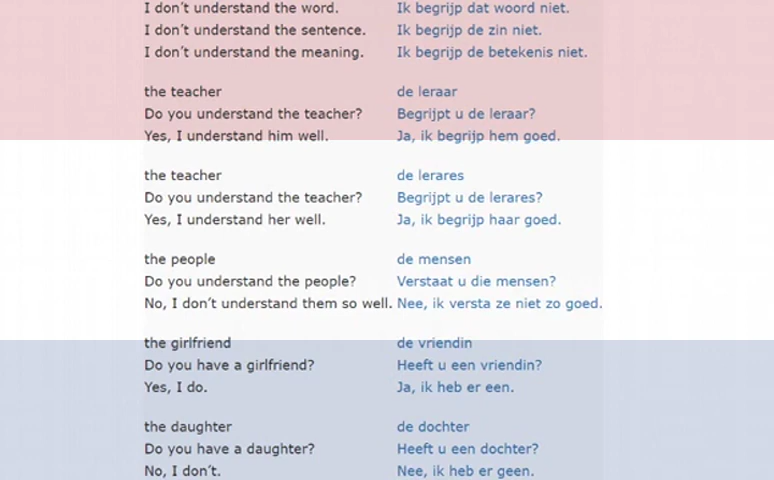 I don't understand the word. Ik begrijp dat woord niet.
I don't understand the sentence. Ik begrijp de zin niet.
I don't understand the meaning. Ik begrijp de betekenis niet.
the teacher de leraar
Do you understand the teacher? Begrijpt u de leraar?
Yes, I understand him well. Ja, ik begrijp hem goed.
the teacher de lerares
Do you understand the teacher? Begrijpt u de lerares?
Yes, I understand her well. Ja, ik begrijp haar goed.
the people de mensen
Do you understand the people? Verstaat u die mensen?
No, I don't understand them so well. Nee, ik versta ze niet zo goed.
the girlfriend de vriendin
Do you have a girlfriend? Heeft u een vriendin?
Yes, I do. Ja, ik heb er een.
the daughter de dochter
Do you have a daughter? Heeft u een dochter?
No, I don't. Nee, ik heb er geen.